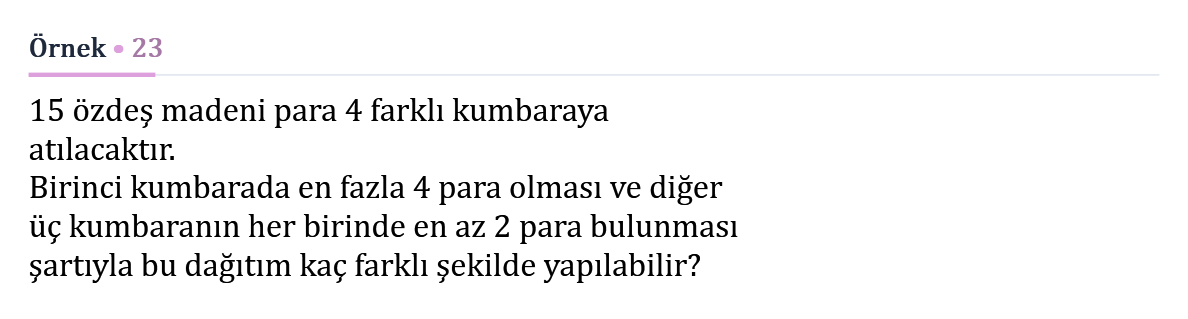 Örnek • 23
15 özdeş madeni para 4 farklı kumbaraya
atılacaktır.
Birinci kumbarada en fazla 4 para olması ve diğer
üç kumbaranın her birinde en az 2 para bulunması
şartıyla bu dağıtım kaç farklı şekilde yapılabilir?